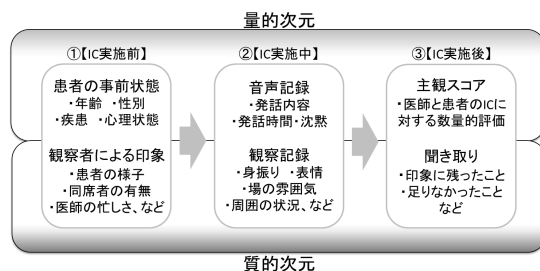 量的次元
①【IC実施前】
患者の事前状態
・年齢 ・性別
・疾患 ・心理状態
観察者による印象
・患者の様子
・同席者の有無
・医師の忙しさ、など
②【IC実施中】
音声記録
・発話内容
・発話時間・沈黙
観察記録
・身振り ・表情
・場の雰囲気
・周囲の状況、など
③【IC実施後】
主観スコア
・医師と患者のICに
対する数量的評価
聞き取り
・印象に残ったこと
・足りなかったこと
など
質的次元